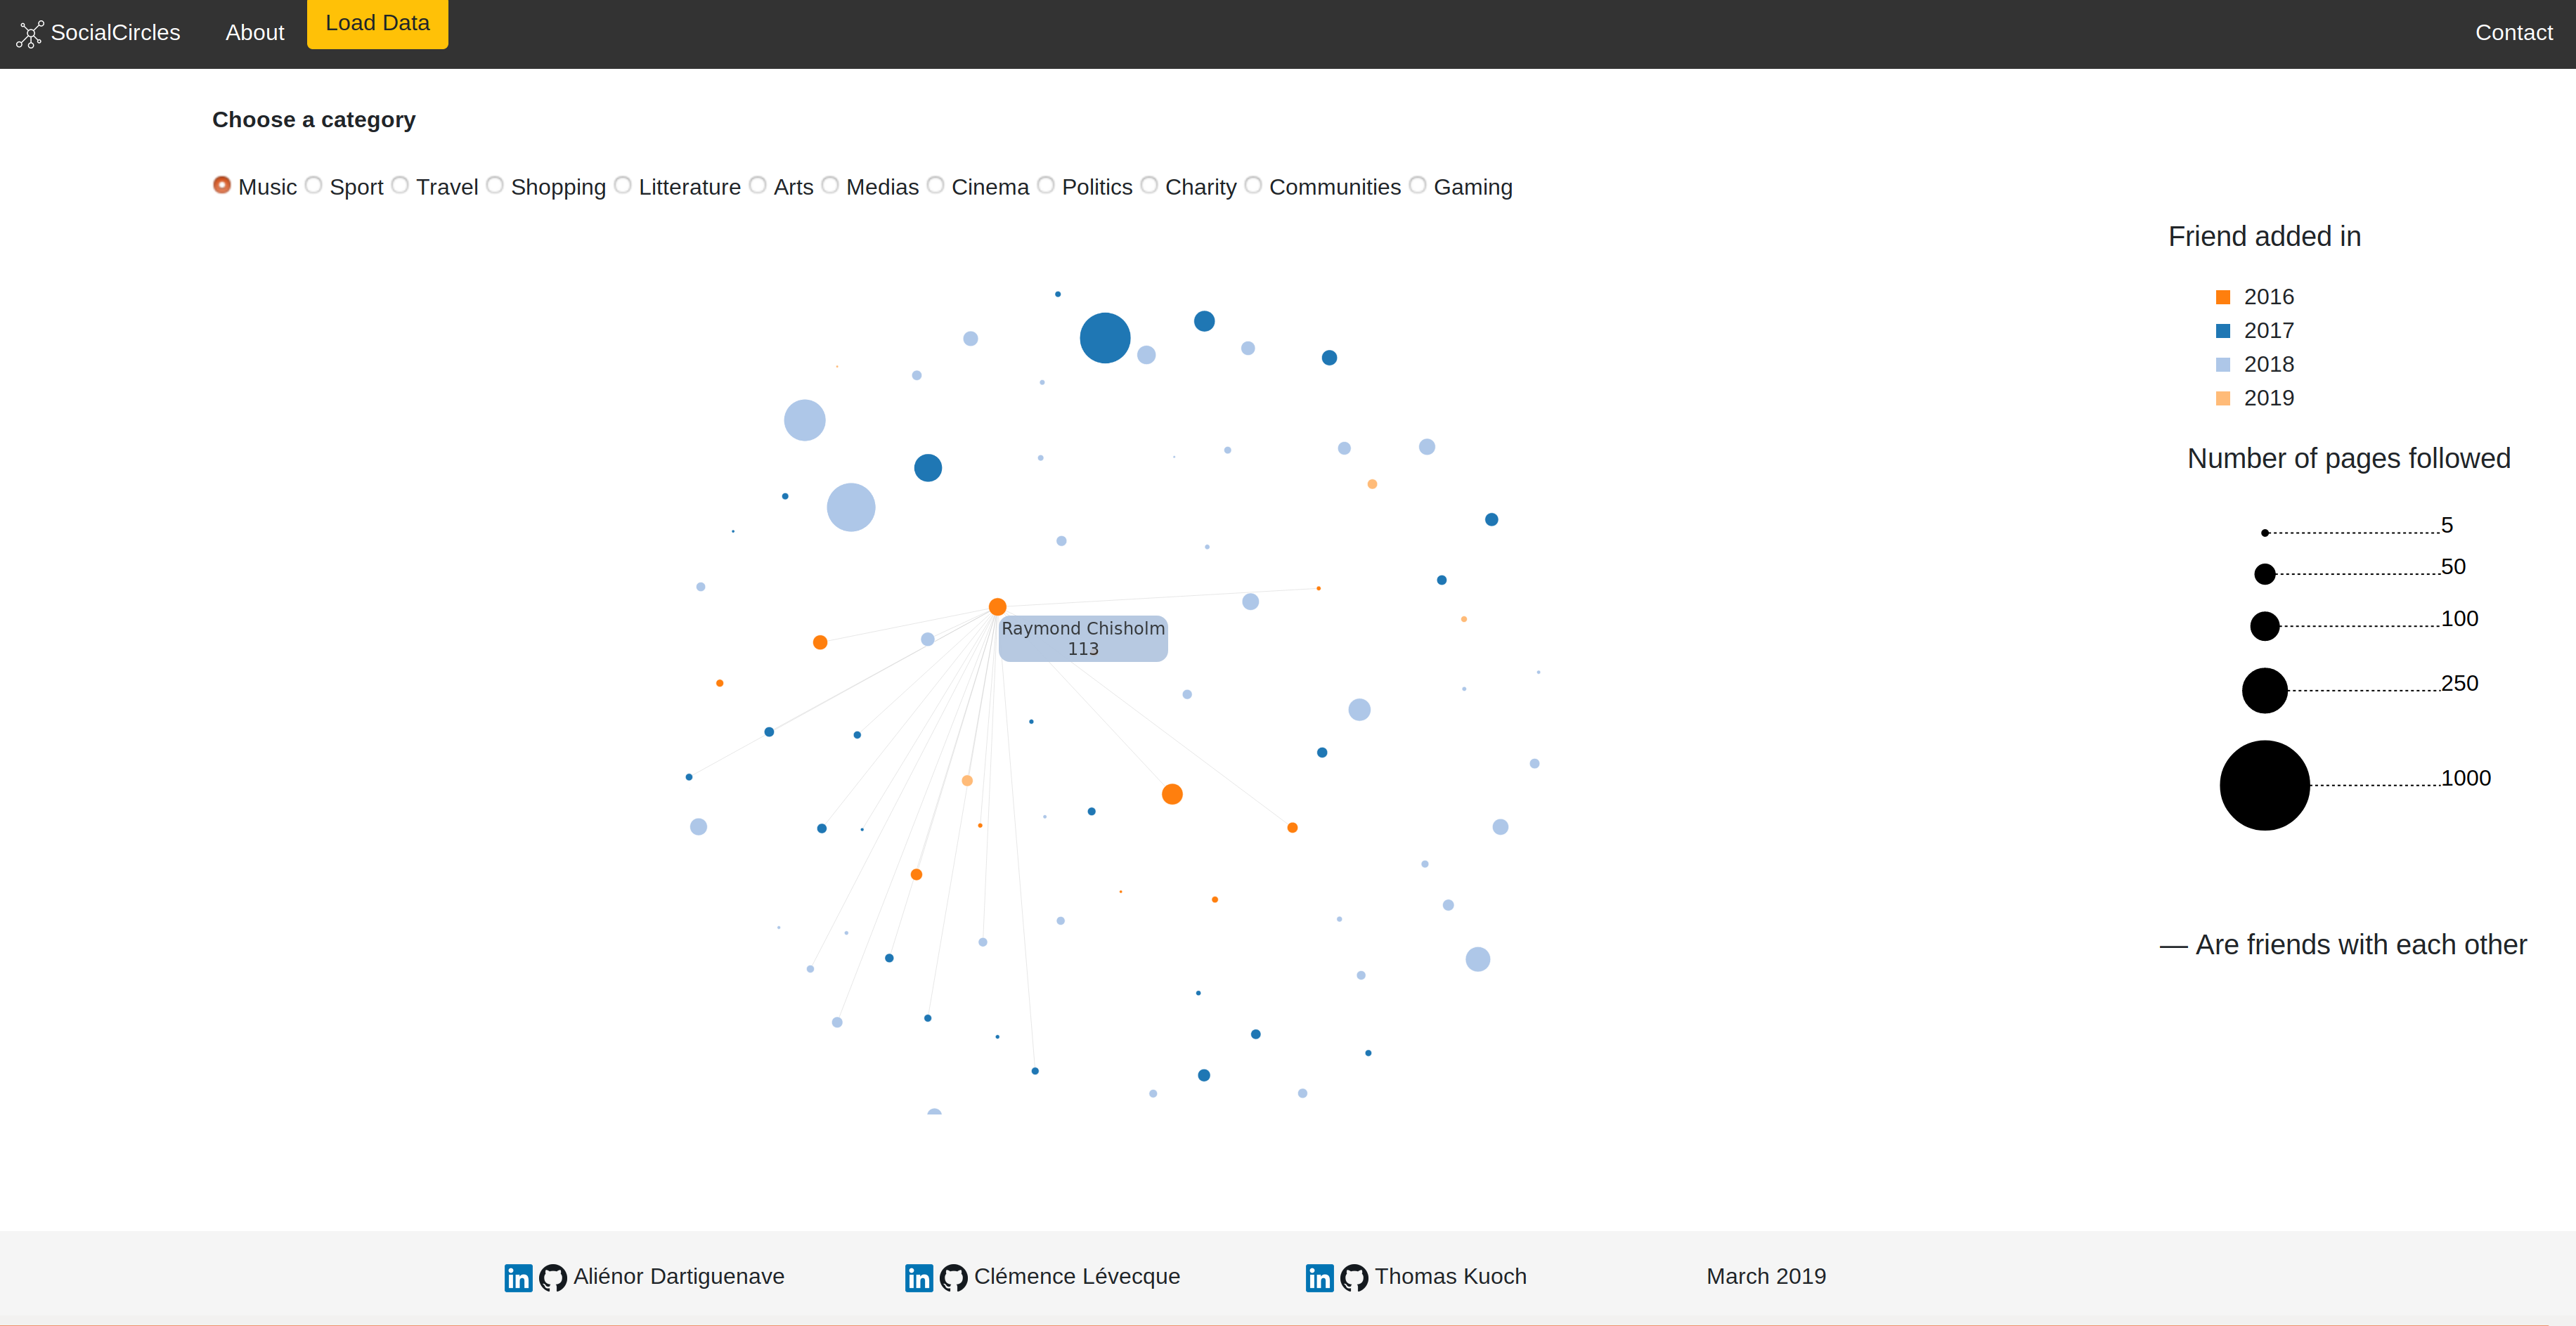 SocialCircles About Load Data Contact
Choose a category
Music Sport Travel Shopping Litterature Arts Medias Cinema Politics Charity Communities Gaming
Friend added in
2016
2017
2018
2019
Number of pages followed
5
50
100
250
1000
Raymond Chisholm
113
— Are friends with each other
Aliénor Dartiguenave Clémence Lévecque Thomas Kuoch March 2019